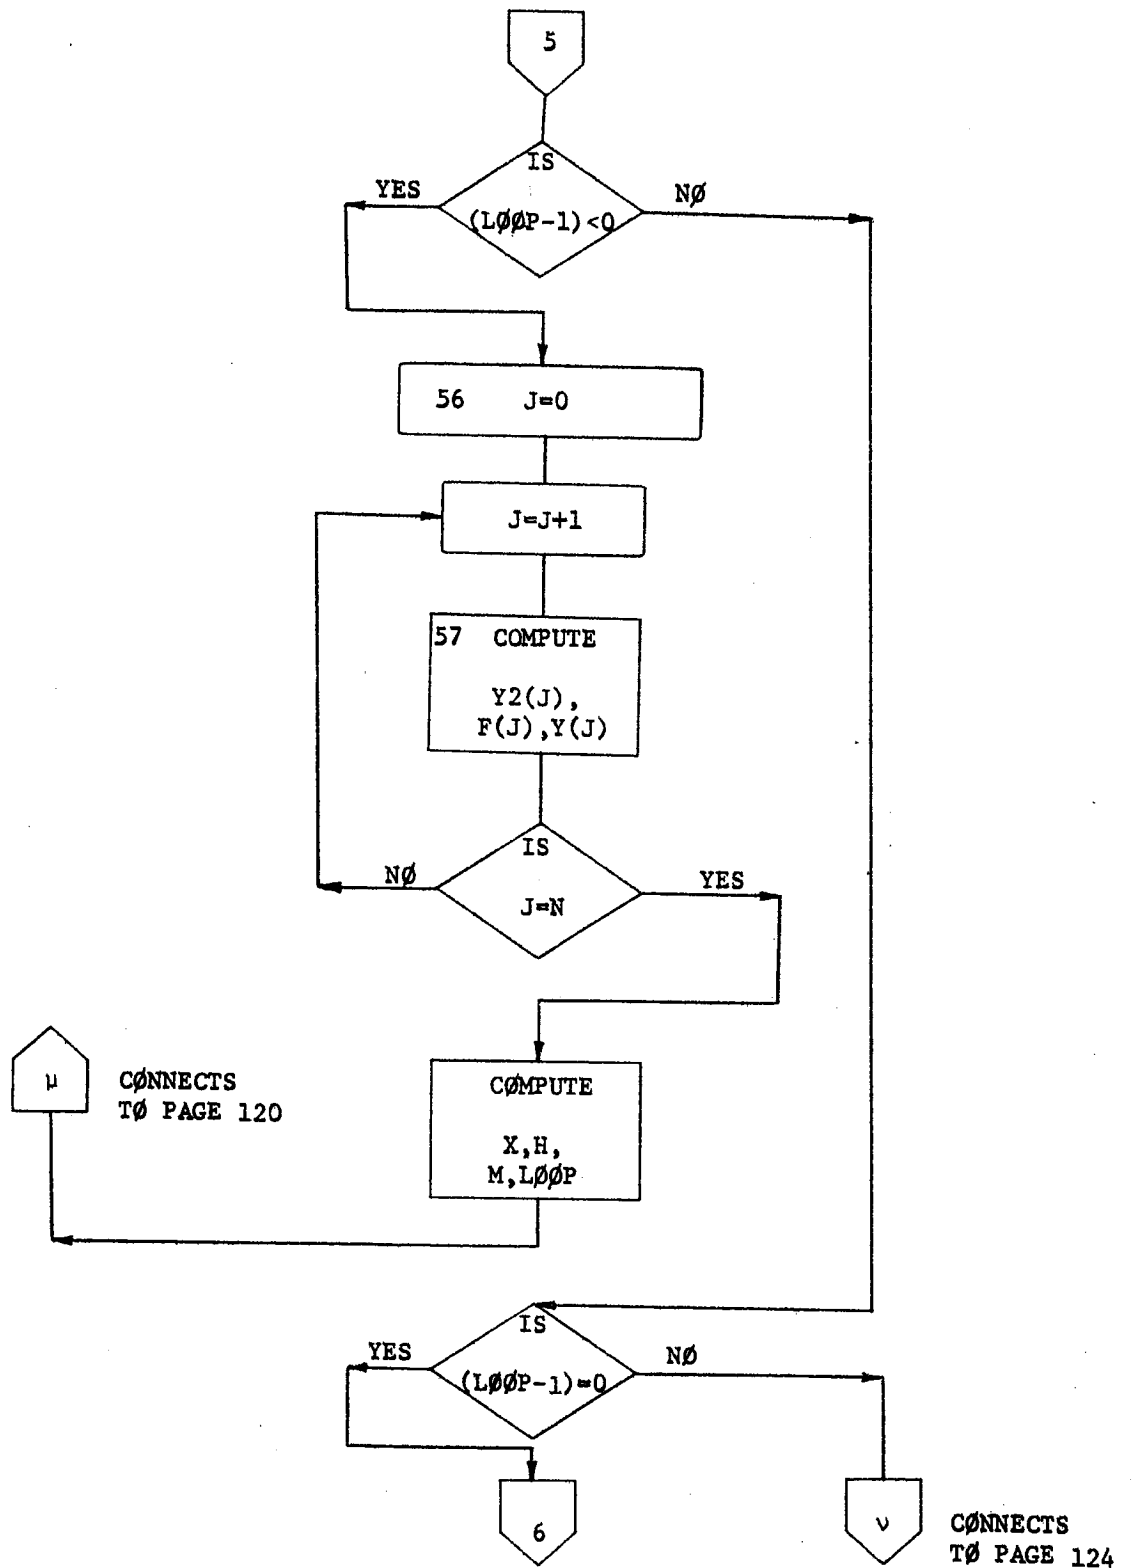 5
IS
YES
NØ
(LØØP-1)<0
56 J=0
J=J+1
57 COMPUTE
Y2(J),
F(J),Y(J)
IS
NØ
YES
J=N
μ
CØNNECTS
TØ PAGE 120
CØMPUTE
X,H,
M,LØØP
IS
YES
NØ
(LØØP-1)=0
6
ν
CØNNECTS
TØ PAGE 124